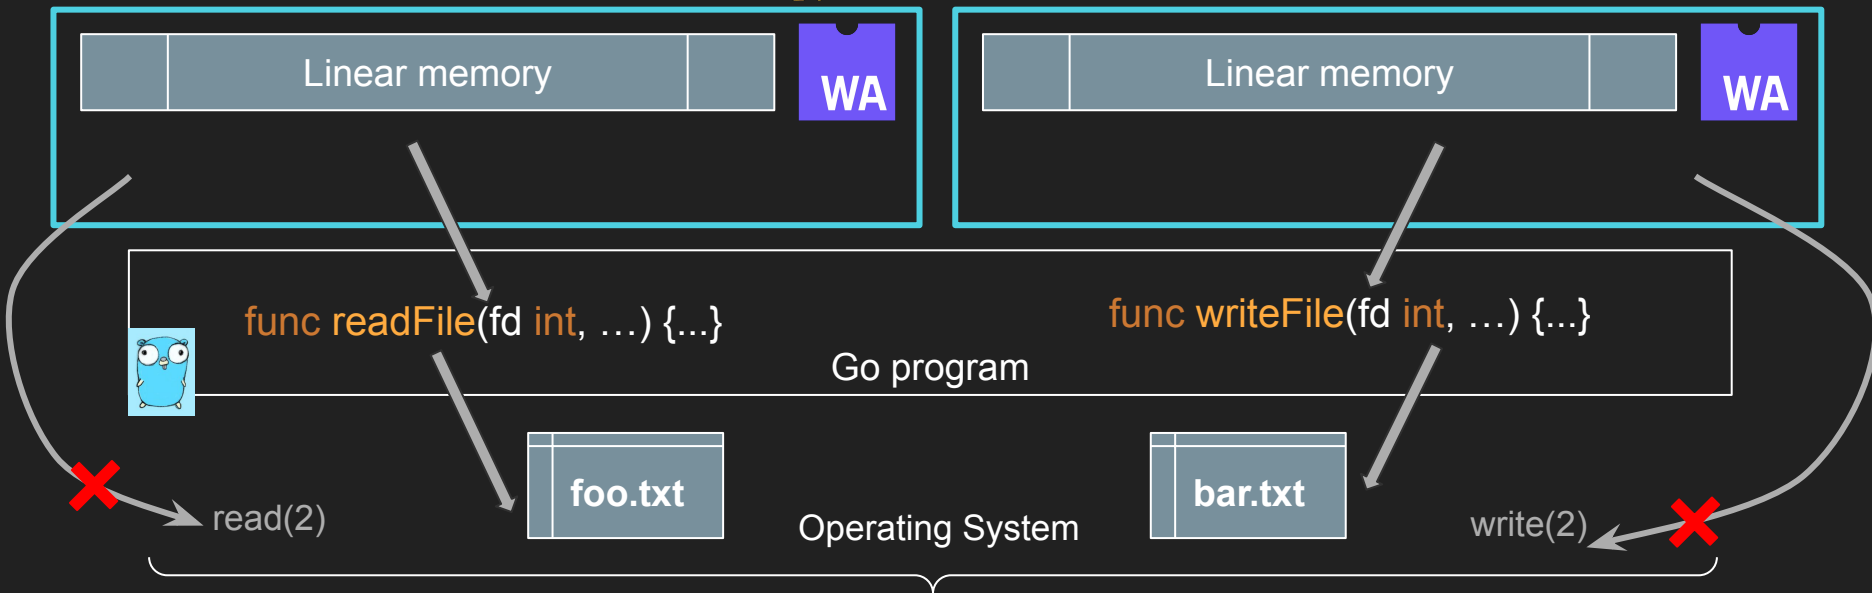 Linear memory
WA
Linear memory
WA
func readFile(fd int, …) {...}
func writeFile(fd int, …) {...}
Go program
foo.txt
bar.txt
read(2)
Operating System
write(2)